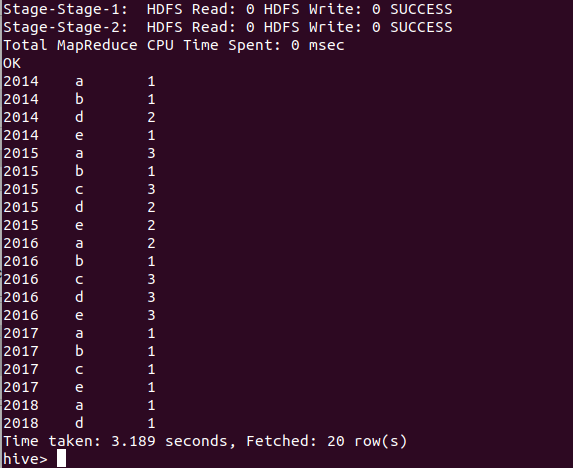 Stage-Stage-1:  HDFS Read: 0 HDFS Write: 0 SUCCESS
Stage-Stage-2:  HDFS Read: 0 HDFS Write: 0 SUCCESS
Total MapReduce CPU Time Spent: 0 msec
OK
2014	a	1
2014	b	1
2014	d	2
2014	e	1
2015	a	3
2015	b	1
2015	c	3
2015	d	2
2015	e	2
2016	a	2
2016	b	1
2016	c	3
2016	d	3
2016	e	3
2017	a	1
2017	b	1
2017	c	1
2017	e	1
2018	a	1
2018	d	1
Time taken: 3.189 seconds, Fetched: 20 row(s)
hive>